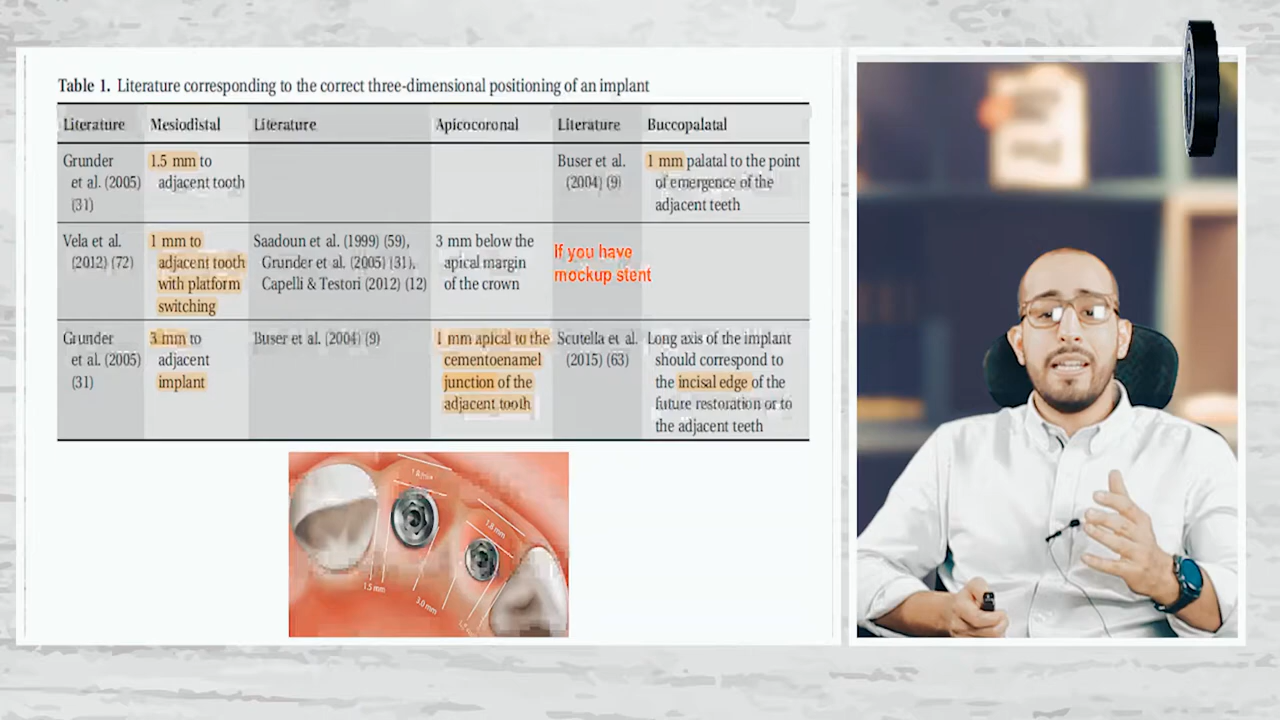 Table 1. Literature corresponding to the correct three-dimensional positioning of an implant
Literature Mesiodistal Literature Apicocoronal Literature Buccopalatal
Grunder
et al. (2005)
(31)
1.5 mm to
adjacent tooth
Buser et al.
(2004) (9)
1 mm palatal to the point
of emergence of the
adjacent teeth
Vela et al.
(2012) (72)
1 mm to
adjacent tooth
with platform
switching
Saadoun et al. (1999) (59),
Grunder et al. (2005) (31),
Capelli & Testori (2012) (12)
3 mm below the
apical margin
of the crown
If you have
mockup stent
Grunder
et al. (2005)
(31)
3 mm to
adjacent
implant
Buser et al. (2004) (9)
1 mm apical to the
cementoenamel
junction of the
adjacent tooth
Scutella et al.
(2015) (63)
Long axis of the implant
should correspond to
the incisal edge of the
future restoration or to
the adjacent teeth
1.8 mm
1.5 mm
3.0 mm